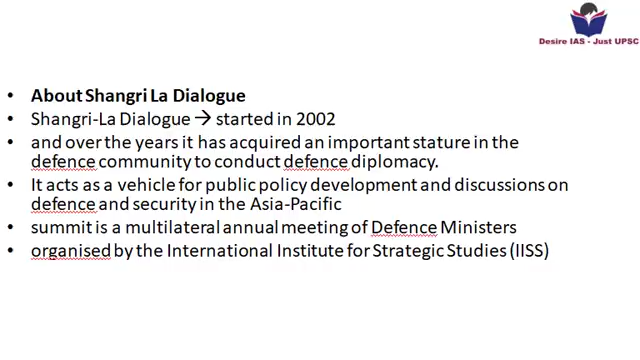 Desire IAS - Just UPSC
• About Shangri La Dialogue
• Shangri-La Dialogue → started in 2002
• and over the years it has acquired an important stature in the
defence community to conduct defence diplomacy.
• It acts as a vehicle for public policy development and discussions on
defence and security in the Asia-Pacific
• summit is a multilateral annual meeting of Defence Ministers
• organised by the International Institute for Strategic Studies (IISS)